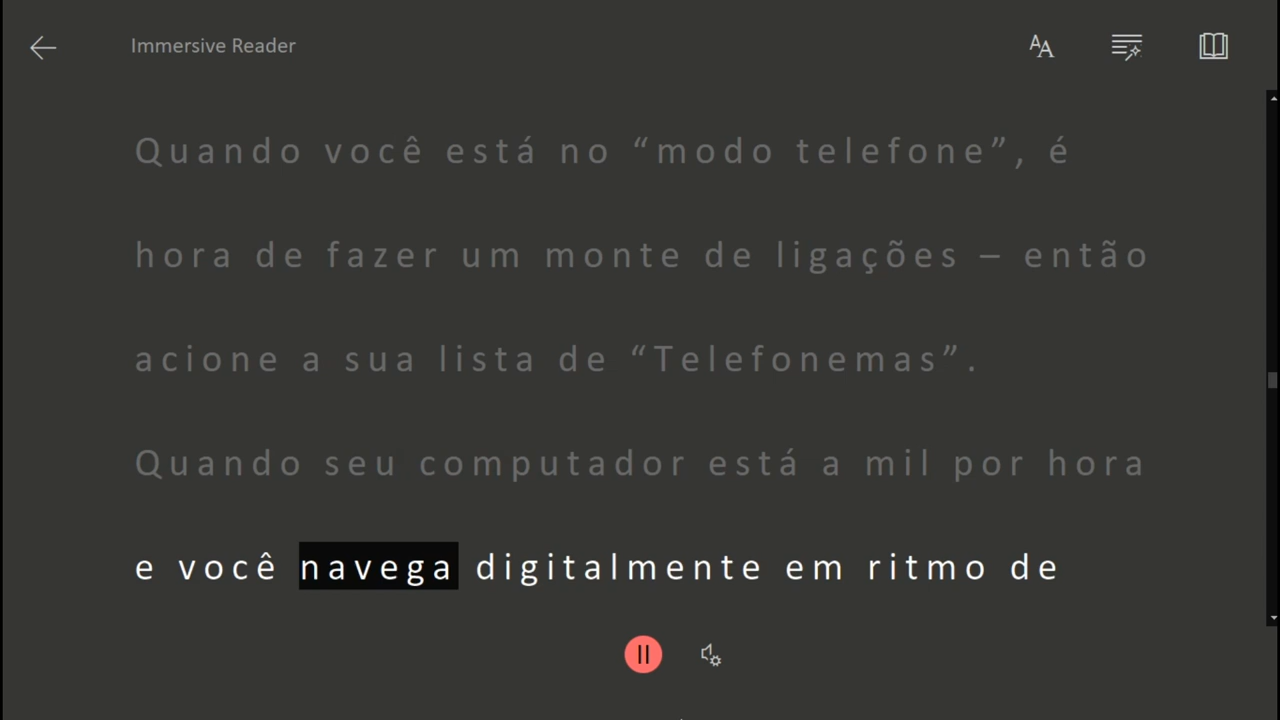 Immersive Reader
Quando você está no “modo telefone”, é
hora de fazer um monte de ligações – então
acione a sua lista de “Telefonemas”.
Quando seu computador está a mil por hora
e você navega digitalmente em ritmo de